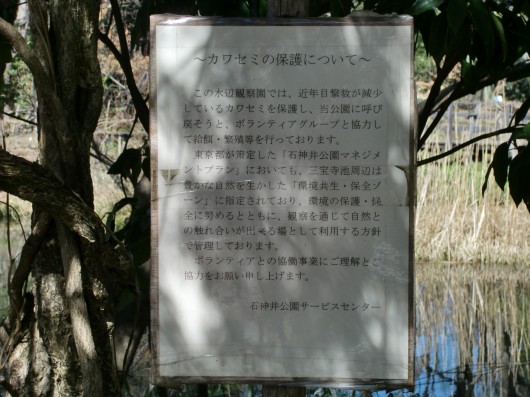 ～カワセミの保護について～
この水辺観察園では、近年目撃数が減少
しているカワセミを保護し、当公園に呼び
戻そうと、ボランティアグループと協力し
て給餌・繁殖等を行っております。
東京都が策定した「石神井公園マネジメ
ントプラン」においても、三宝寺池周辺は
豊かな自然を生かした「環境共生・保全ゾ
ーン」に指定されており、環境の保護・保
全に努めるとともに、観察を通じて自然と
の触れ合いが出来る場として利用する方針
で管理しております。
ボランティアとの協働事業にご理解とご
協力をお願い申し上げます。
石神井公園サービスセンター